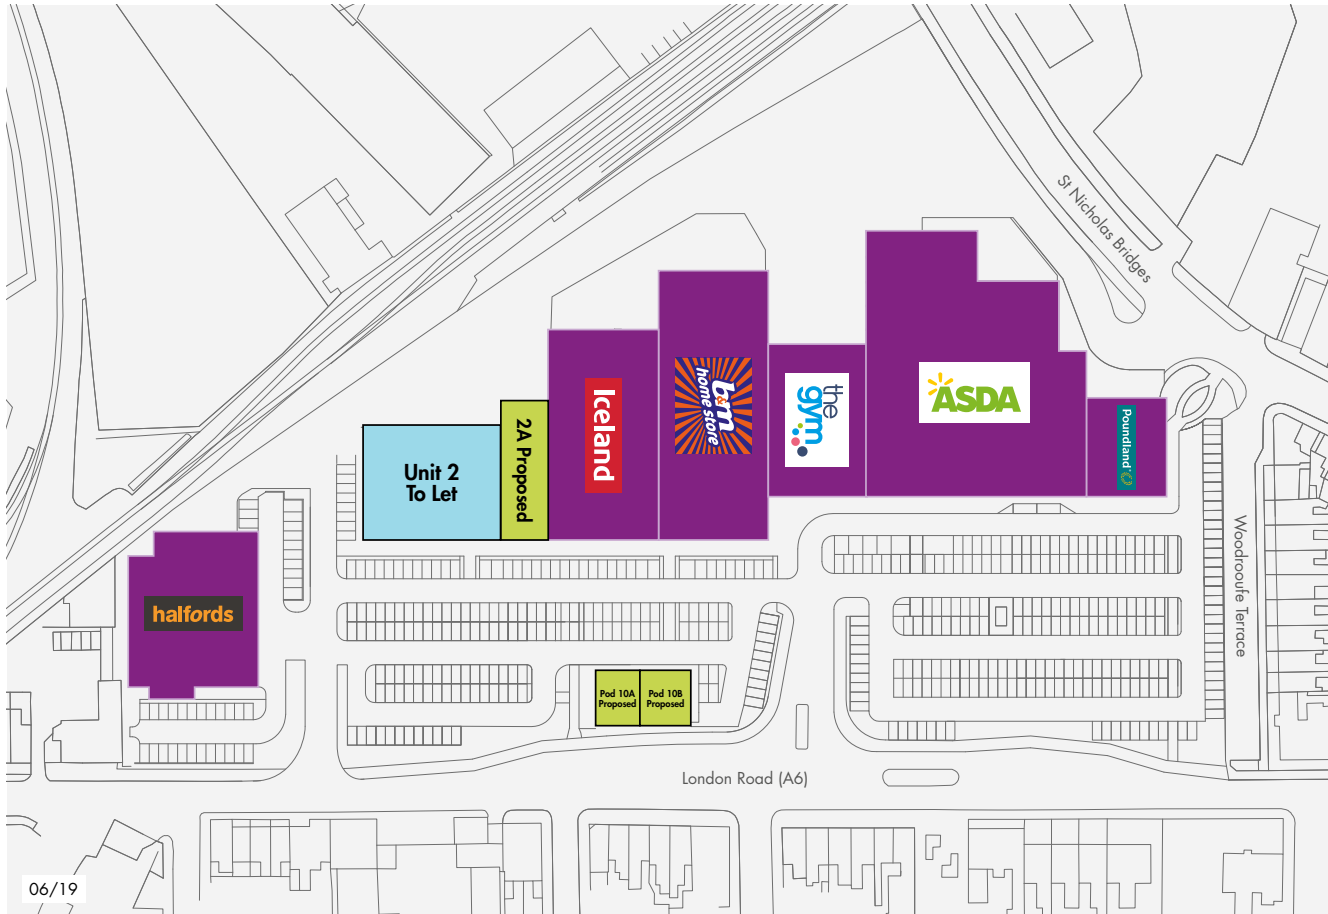 St Nicholas Bridges
ASDA
b&m
home store
the
gym.
Iceland
Poundland
2A Proposed
Unit 2
To Let
halfords
Woodrooufe Terrace
Pod 10A
Proposed
Pod 10B
Proposed
London Road (A6)
06/19